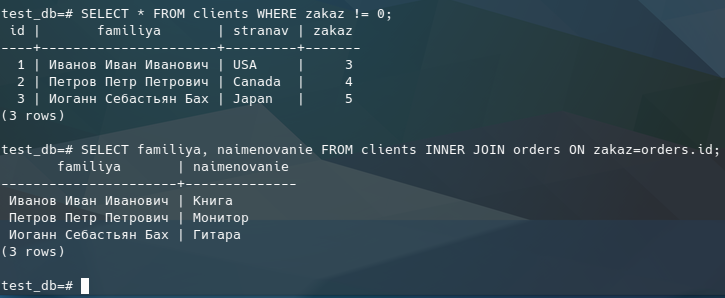 test_db=# SELECT * FROM clients WHERE zakaz != 0;
 id |       familiya       | stranav | zakaz
----+----------------------+---------+-------
  1 | Иванов Иван Иванович | USA     |     3
  2 | Петров Петр Петрович | Canada  |     4
  3 | Иоганн Себастьян Бах | Japan   |     5
(3 rows)

test_db=# SELECT familiya, naimenovanie FROM clients INNER JOIN orders ON zakaz=orders.id;
       familiya       | naimenovanie
----------------------+--------------
 Иванов Иван Иванович | Книга
 Петров Петр Петрович | Монитор
 Иоганн Себастьян Бах | Гитара
(3 rows)

test_db=#